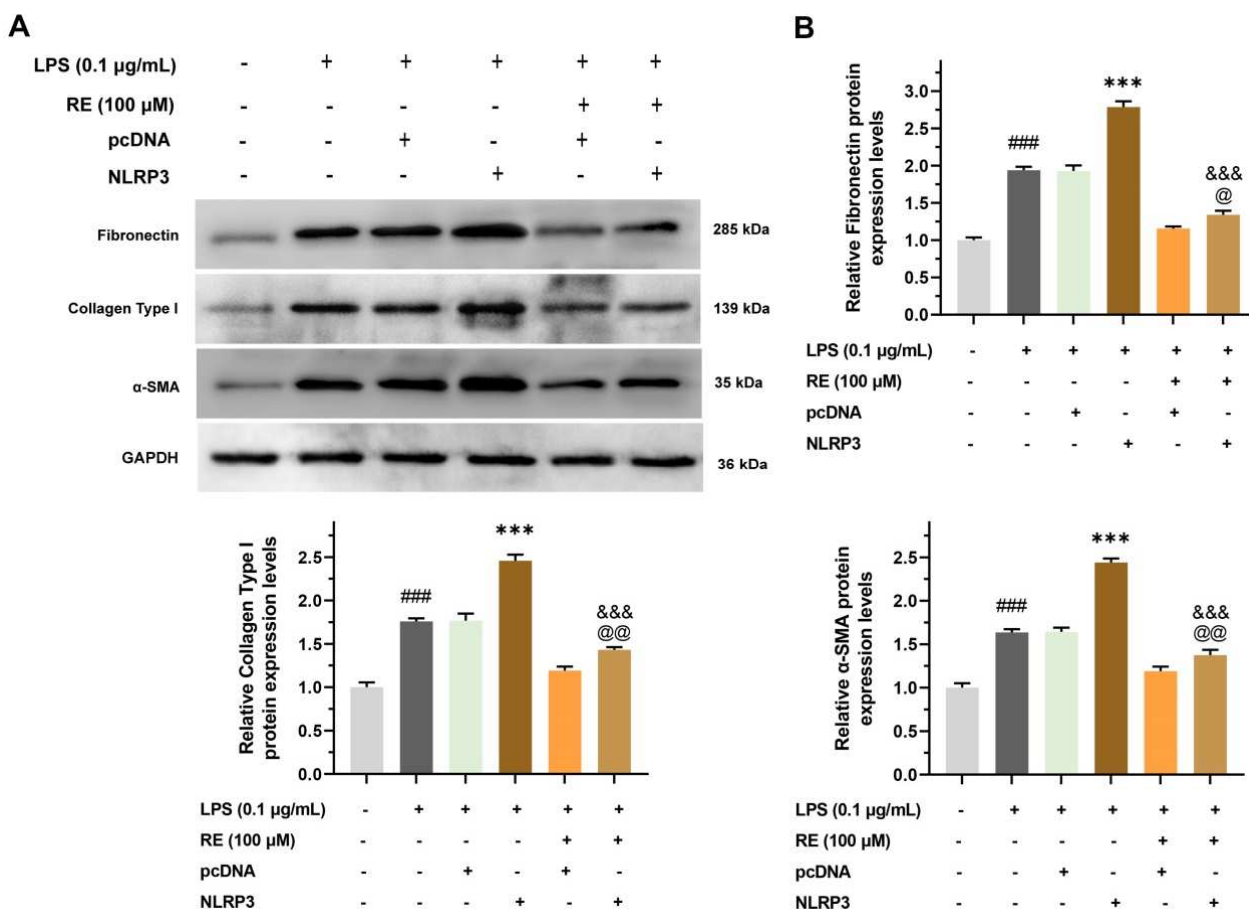 A
LPS (0.1 µg/mL) - + + + + +
RE (100 µM) - - - - + +
pcDNA - - + - + -
NLRP3 - - - + - +
Fibronectin 285 kDa
Collagen Type I 139 kDa
α-SMA 35 kDa
GAPDH 36 kDa
B
Relative Fibronectin protein
expression levels
3.0
2.5
2.0
1.5
1.0
0.5
0.0
###
***
&&&
@
LPS (0.1 µg/mL) - + + + + +
RE (100 µM) - - - - + +
pcDNA - - + - + -
NLRP3 - - - + - +
Relative Collagen Type I
protein expression levels
2.5
2.0
1.5
1.0
0.5
0.0
###
***
&&&
@@
LPS (0.1 µg/mL) - + + + + +
RE (100 µM) - - - - + +
pcDNA - - + - + -
NLRP3 - - - + - +
Relative α-SMA protein
expression levels
2.5
2.0
1.5
1.0
0.5
0.0
###
***
&&&
@@
LPS (0.1 µg/mL) - + + + + +
RE (100 µM) - - - - + +
pcDNA - - + - + -
NLRP3 - - - + - +